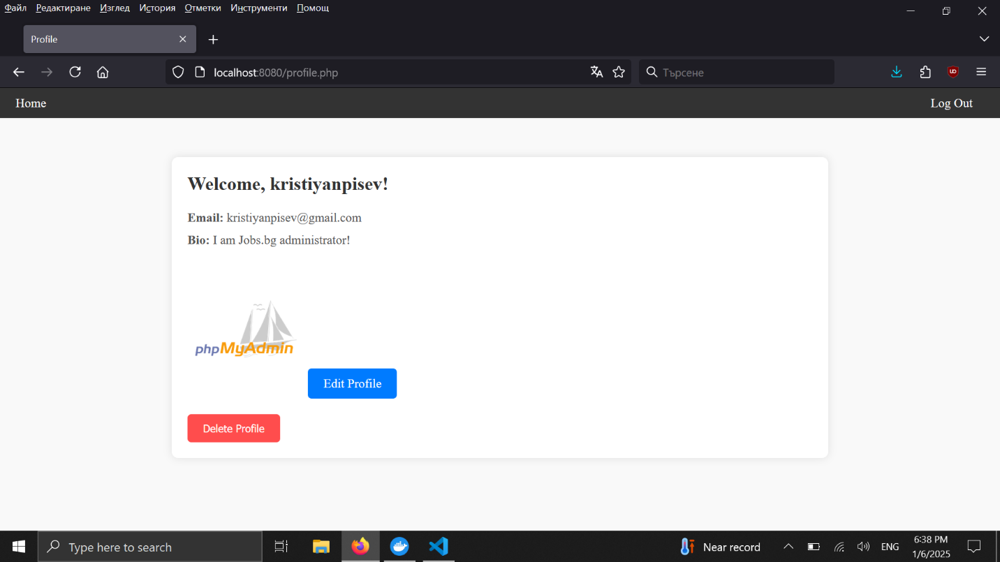 Файл Редактиране Изглед История Отметки Инструменти Помощ
Profile
localhost:8080/profile.php
Търсене
Home
Log Out
Welcome, kristiyanpisev!
Email: kristiyanpisev@gmail.com
Bio: I am Jobs.bg administrator!
phpMyAdmin
Edit Profile
Delete Profile
Type here to search
Near record
ENG
6:38 PM
1/6/2025